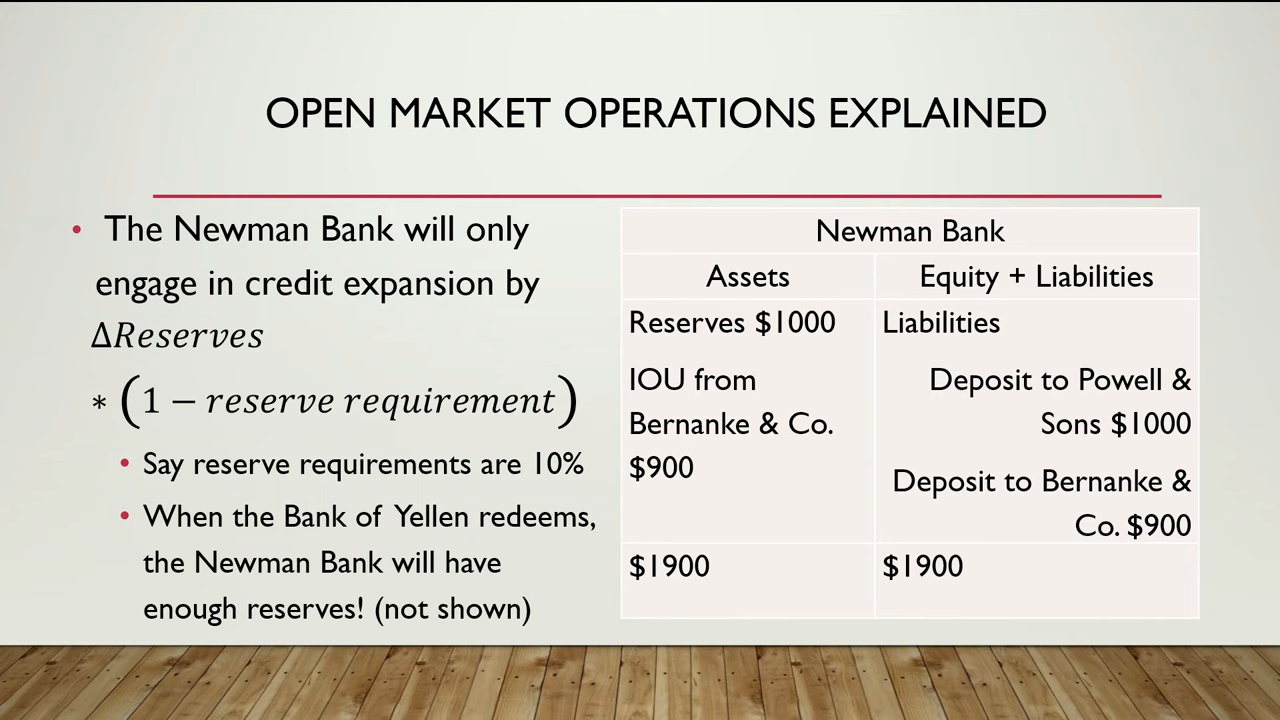 OPEN MARKET OPERATIONS EXPLAINED
• The Newman Bank will only
engage in credit expansion by
ΔReserves
∗ (1 − reserve requirement)
• Say reserve requirements are 10%
• When the Bank of Yellen redeems,
the Newman Bank will have
enough reserves! (not shown)
Newman Bank
Assets
Equity + Liabilities
Reserves $1000
IOU from
Bernanke & Co.
$900
Liabilities
Deposit to Powell &
Sons $1000
Deposit to Bernanke &
Co. $900
$1900
$1900